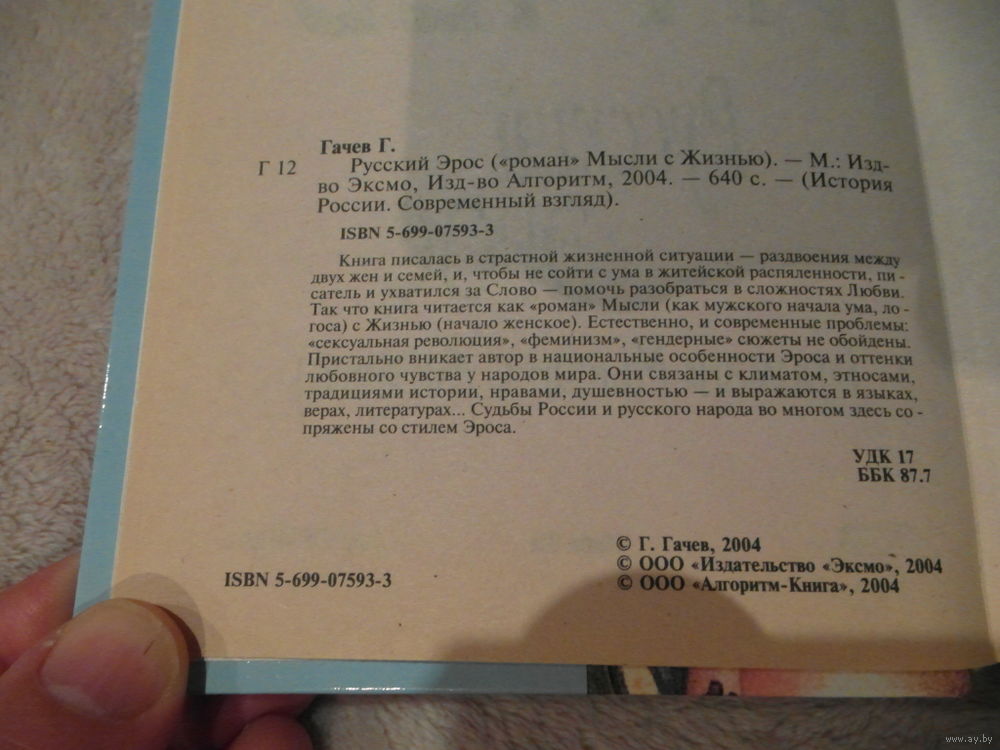 Гачев Г.
Г 12
Русский Эрос («роман» Мысли с Жизнью). — М.: Изд-
во Эксмо, Изд-во Алгоритм, 2004. — 640 с. — (История
России. Современный взгляд).
ISBN 5-699-07593-3
Книга писалась в страстной жизненной ситуации — раздвоения между
двух жен и семей, и, чтобы не сойти с ума в житейской распяленности, пи-
сатель и ухватился за Слово — помочь разобраться в сложностях Любви.
Так что книга читается как «роман» Мысли (как мужского начала ума, ло-
госа) с Жизнью (начало женское). Естественно, и современные проблемы:
«сексуальная революция», «феминизм», «гендерные» сюжеты не обойдены.
Пристально вникает автор в национальные особенности Эроса и оттенки
любовного чувства у народов мира. Они связаны с климатом, этносами,
традициями истории, нравами, душевностью — и выражаются в языках,
верах, литературах... Судьбы России и русского народа во многом здесь со-
пряжены со стилем Эроса.
УДК 17
ББК 87.7
© Г. Гачев, 2004
© ООО «Издательство «Эксмо», 2004
© ООО «Алгоритм-Книга», 2004
ISBN 5-699-07593-3
www.ay.by